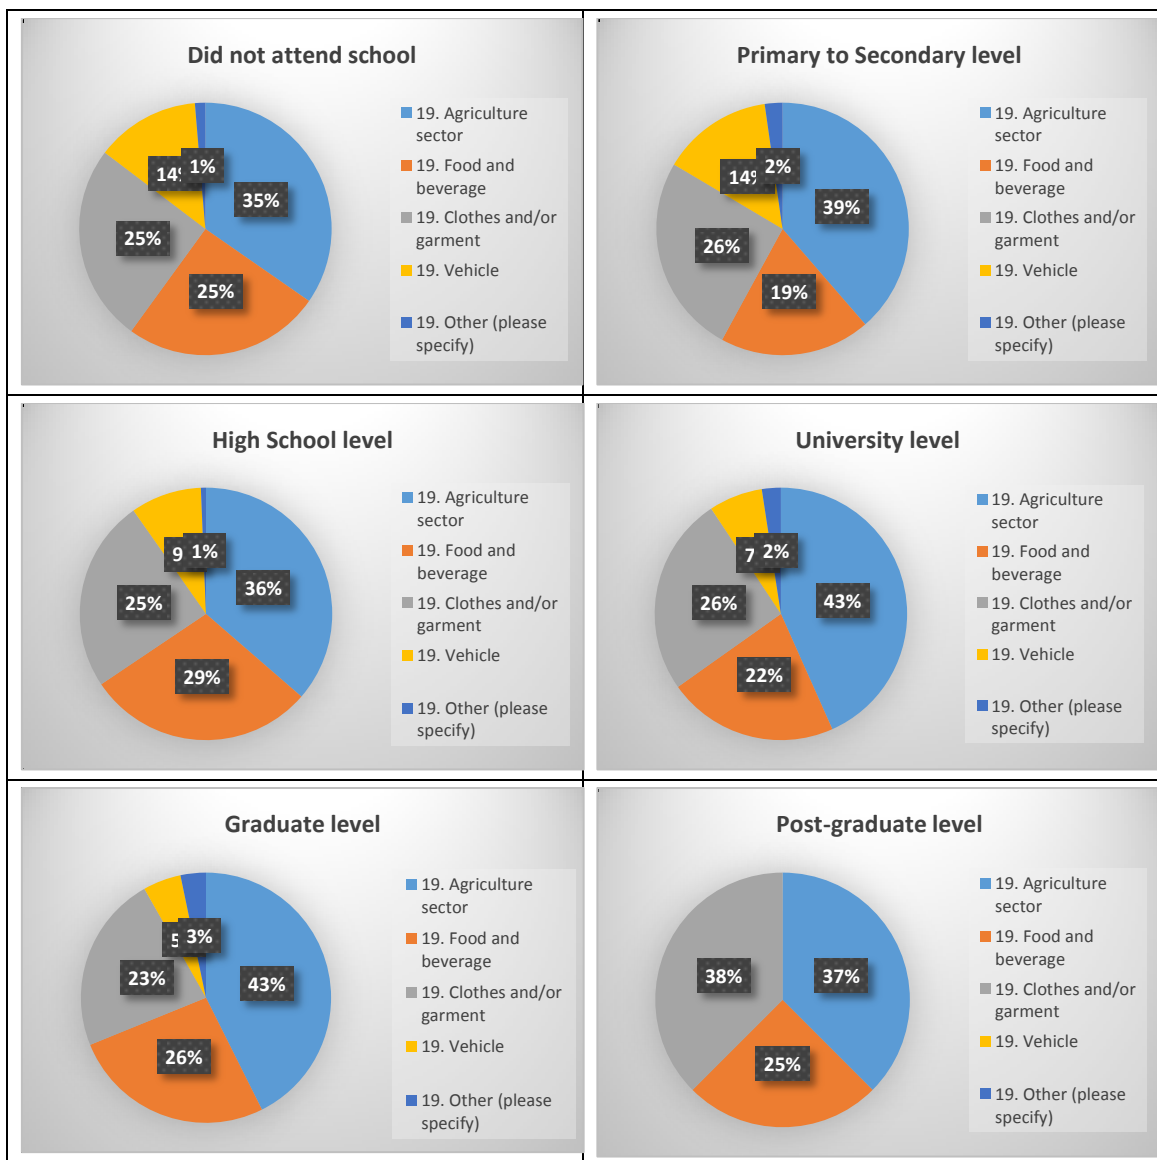 Did not attend school
19. Agriculture
sector
19. Food and
beverage
19. Clothes and/or
garment
19. Vehicle
19. Other (please
specify)
14%
1%
35%
25%
25%
Primary to Secondary level
19. Agriculture
sector
19. Food and
beverage
19. Clothes and/or
garment
19. Vehicle
19. Other (please
specify)
14%
2%
39%
26%
19%
High School level
19. Agriculture
sector
19. Food and
beverage
19. Clothes and/or
garment
19. Vehicle
19. Other (please
specify)
9
1%
36%
25%
29%
University level
19. Agriculture
sector
19. Food and
beverage
19. Clothes and/or
garment
19. Vehicle
19. Other (please
specify)
7
2%
43%
26%
22%
Graduate level
19. Agriculture
sector
19. Food and
beverage
19. Clothes and/or
garment
19. Vehicle
19. Other (please
specify)
5
3%
43%
23%
26%
Post-graduate level
19. Agriculture
sector
19. Food and
beverage
19. Clothes and/or
garment
19. Vehicle
19. Other (please
specify)
38%
37%
25%